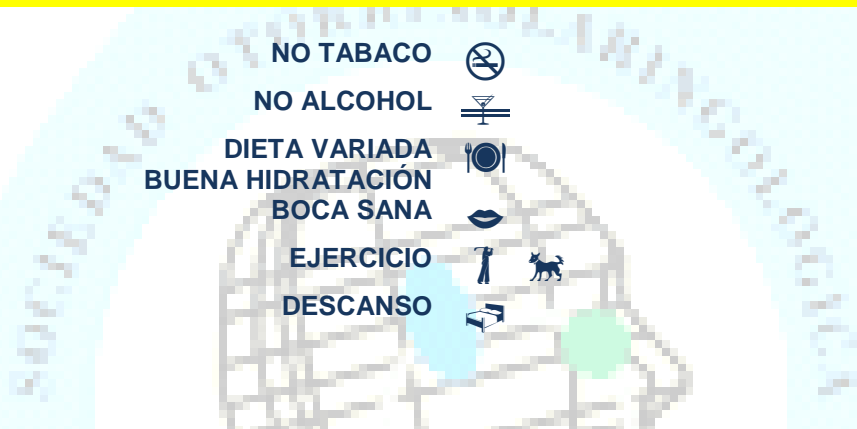 NO TABACO
NO ALCOHOL
DIETA VARIADA
BUENA HIDRATACIÓN
BOCA SANA
EJERCICIO
DESCANSO